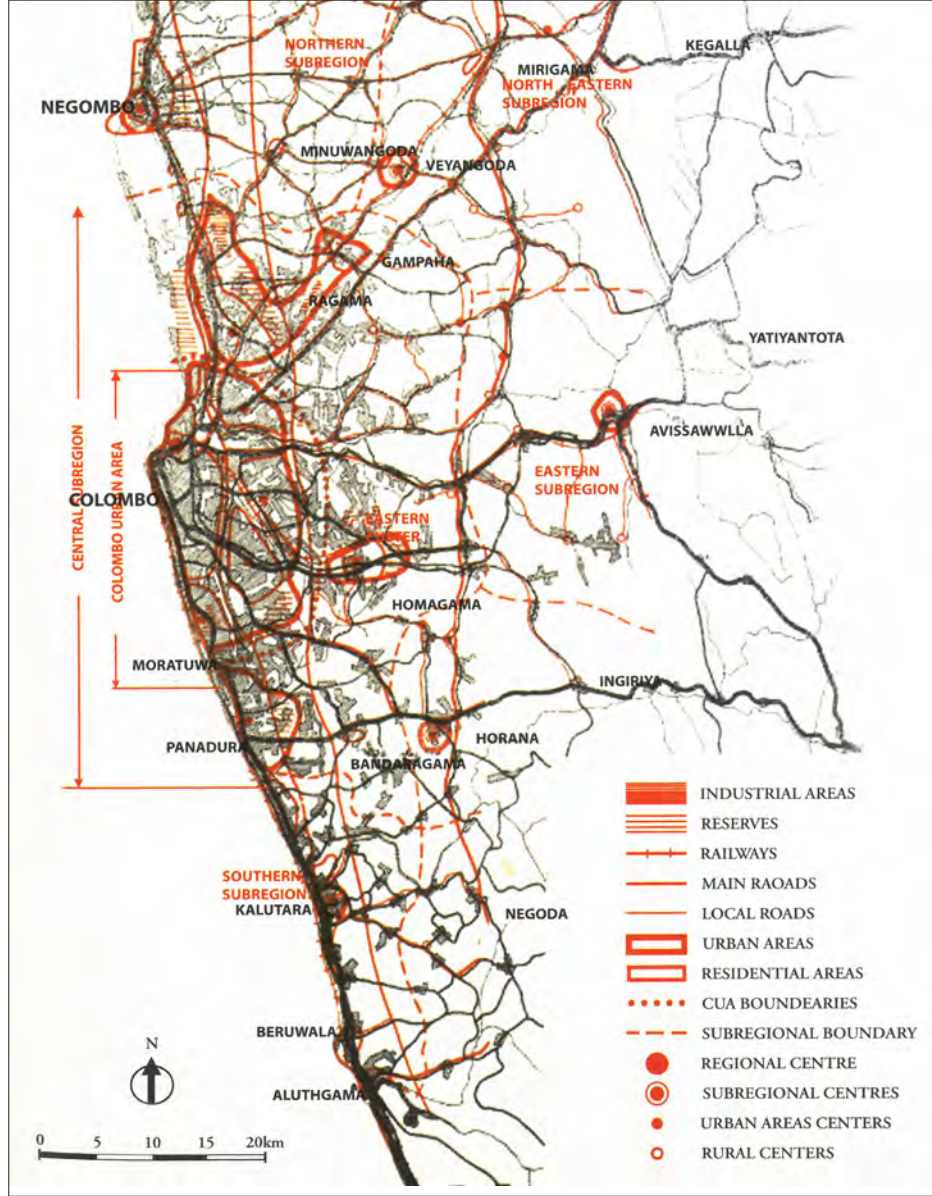 KEGALLA
NORTHERN
SUBREGION
MIRIGAMA
NORTH EASTERN
SUBREGION
NEGOMBO
MINUWANGODA
VEYANGODA
GAMPAHA
RAGAMA
YATIYANTOTA
AVISSAWWLLA
CENTRAL SUBREGION
COLOMBO URBAN AREA
EASTERN
SUBREGION
COLOMBO
EASTERN
HOMAGAMA
MORATUWA
INGIRIYA
PANADURA
HORANA
BANDARAGAMA
SOUTHERN
SUBREGION
KALUTARA
NEGODA
BERUWALA
ALUTHGAMA
N
0 5 10 15 20km
INDUSTRIAL AREAS
RESERVES
RAILWAYS
MAIN RAOADS
LOCAL ROADS
URBAN AREAS
RESIDENTIAL AREAS
CUA BOUNDEARIES
SUBREGIONAL BOUNDARY
REGIONAL CENTRE
SUBREGIONAL CENTRES
URBAN AREAS CENTERS
RURAL CENTERS